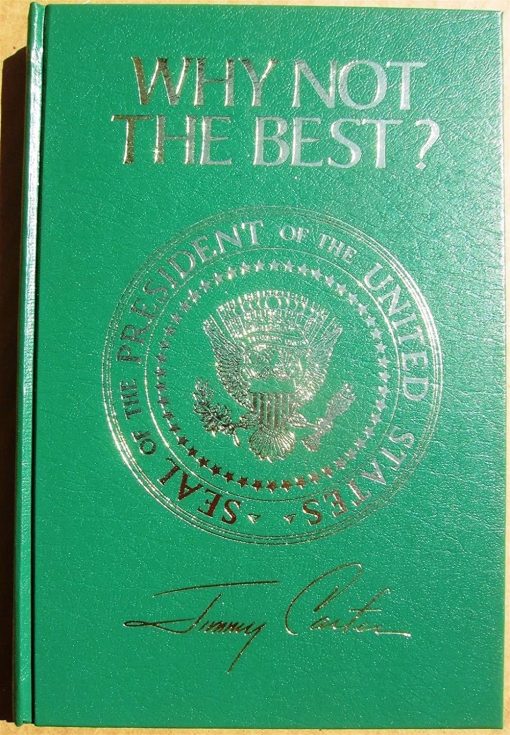 WHY NOT
THE BEST?
SEAL OF THE PRESIDENT OF THE UNITED STATES
Jimmy Carter